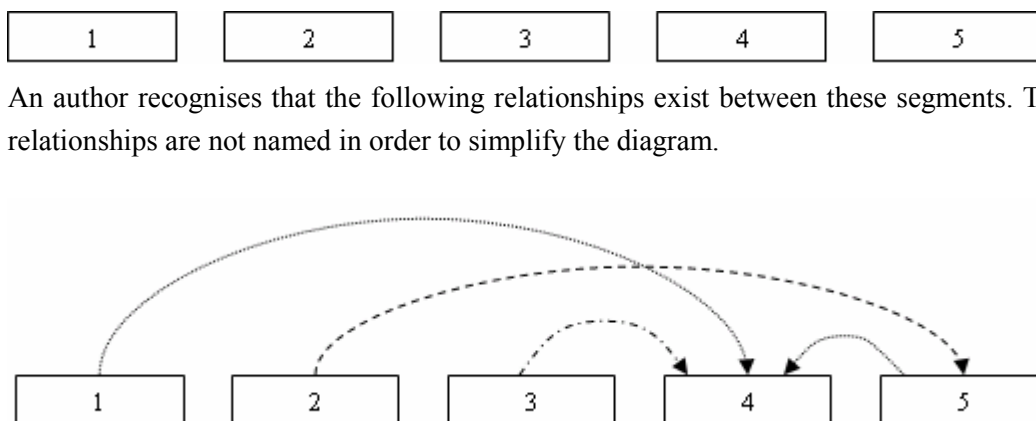 1 2 3 4 5
An author recognises that the following relationships exist between these segments. T
relationships are not named in order to simplify the diagram.
1 2 3 4 5